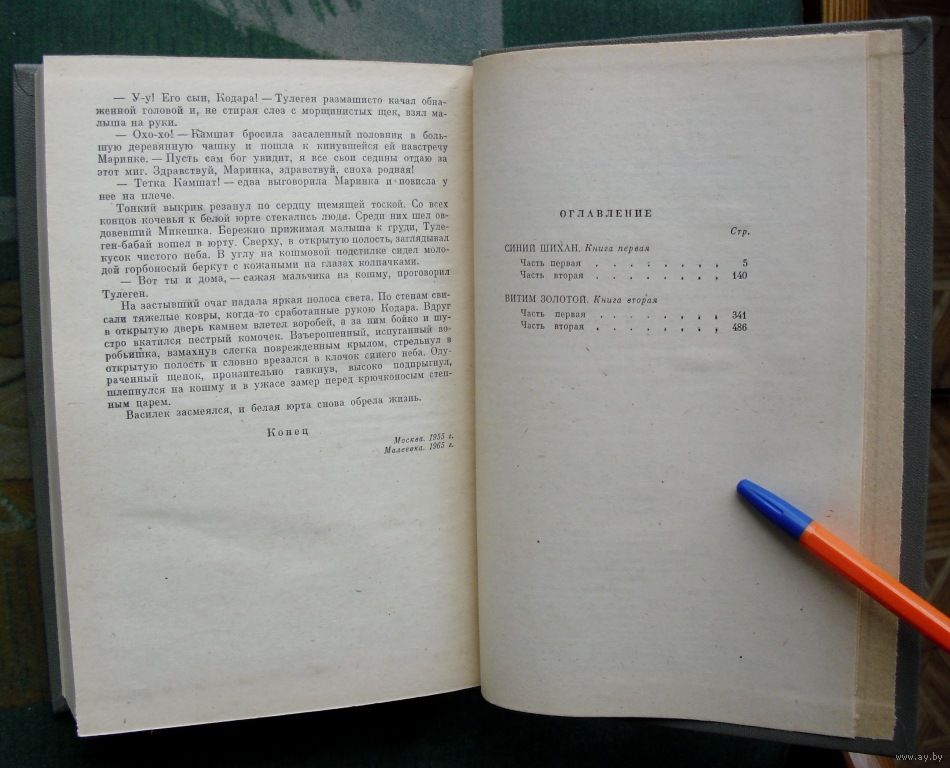 — У-у! Его сын, Кодара! — Тулеген размашисто качал обна-
женной головой и, не стирая слез с морщинистых щек, взял ма-
лыша на руки.
— Охо-хо! — Камшат бросила засаленный половник в боль-
шую деревянную чашку и пошла к кинувшейся ей навстречу
Маринке. — Пусть сам бог увидит, я все свои седины отдаю за
этот миг. Здравствуй, Маринка, здравствуй, сноха родная!
— Тетка Камшат! — едва выговорила Маринка и повисла у
нее на плече.
Тонкий выкрик резанул по сердцу щемящей тоской. Со всех
концов кочевья к белой юрте стекались люди. Среди них шел ов-
довевший Микешка. Бережно прижимая малыша к груди, Туле-
ген-бабай вошел в юрту. Сверху, в открытую полость, заглядывал
кусок чистого неба. В углу на кошмовой подстилке сидел моло-
дой горбоносый беркут с кожаными на глазах колпачками.
— Вот ты и дома, — сажая мальчика на кошму, проговорил
Тулеген.
На застывший очаг падала яркая полоса света. По стенам сви-
сали тяжелые ковры, когда-то сработанные рукою Кодара. Вдруг
в открытую дверь камнем влетел воробей, а за ним бойко и шу-
стро вкатился пестрый комочек. Взъерошенный, испуганный во-
робьишка, взмахнув слегка поврежденным крылом, стрельнул в
открытую полость и словно врезался в клочок синего неба. Оду-
раченный щенок, пронзительно гавкнув, высоко подпрыгнул,
шлепнулся на кошму и в ужасе замер перед крючконосым степ-
ным царем.
Василек засмеялся, и белая юрта снова обрела жизнь.
Конец
Москва. 1955 г.
Малеевка. 1965 г.
ОГЛАВЛЕНИЕ
Стр.
СИНИЙ ШИХАН. Книга первая
Часть первая . . . . . . . . 5
Часть вторая . . . . . . . . 140
ВИТИМ ЗОЛОТОЙ. Книга вторая
Часть первая . . . . . . . . 341
Часть вторая . . . . . . . . 486
www.ay.by